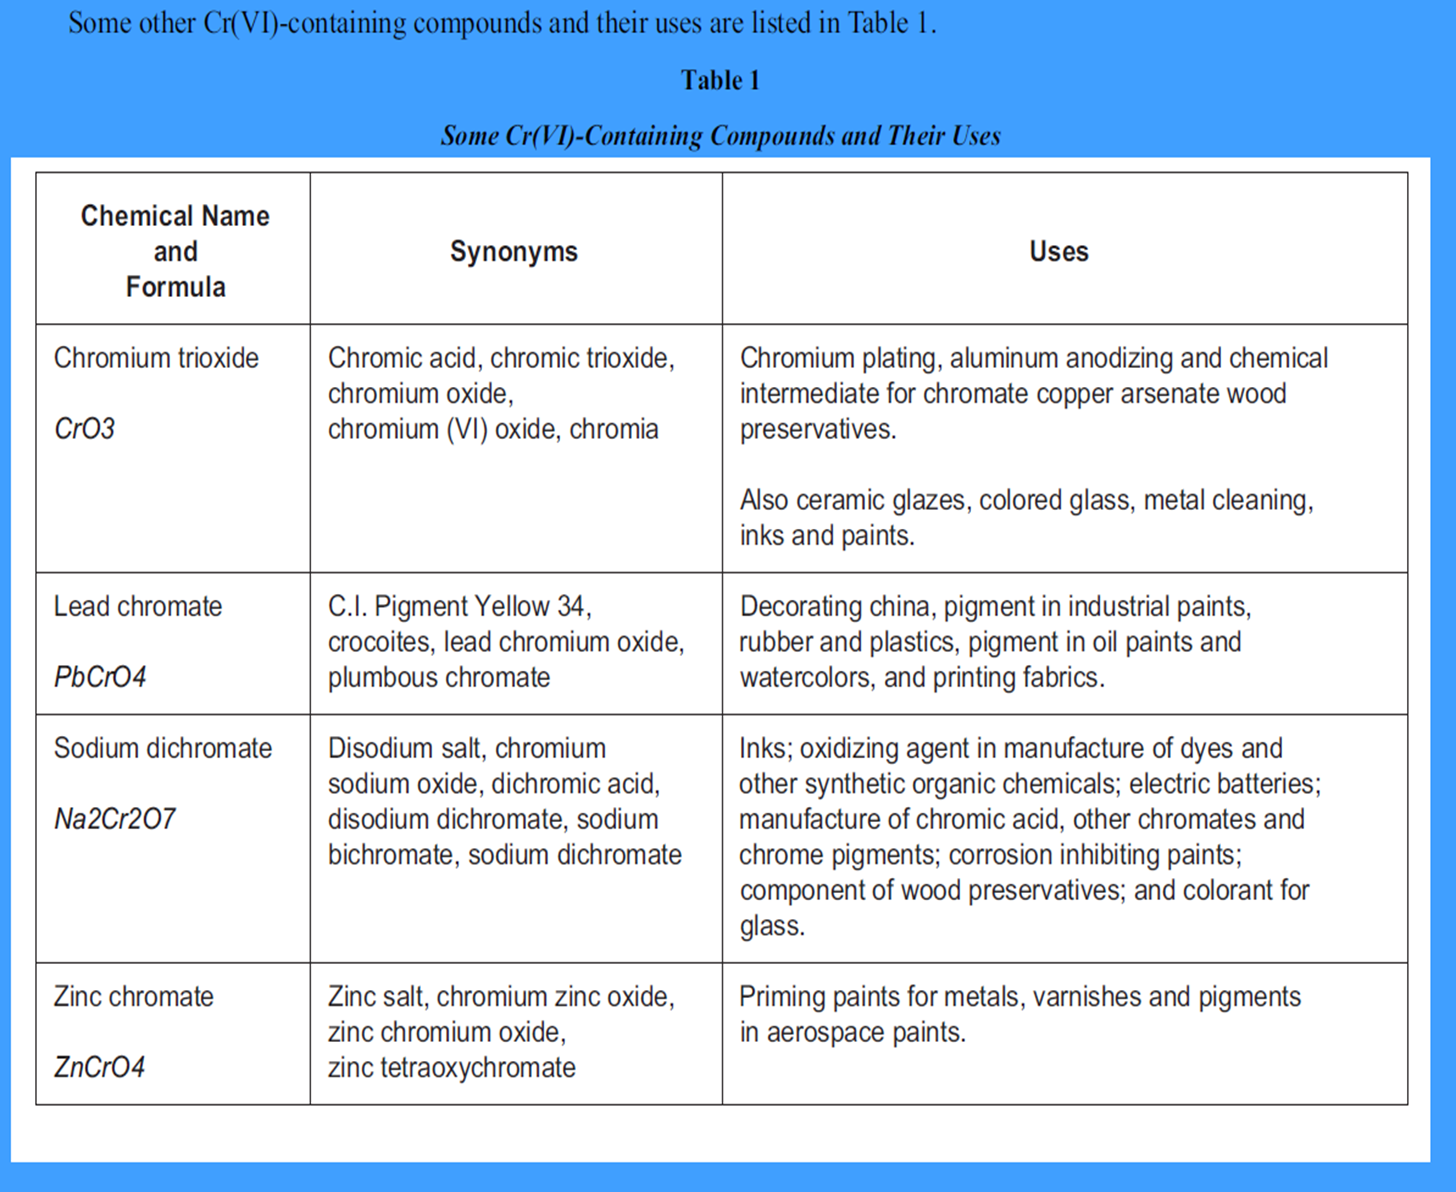 Some other Cr(VI)-containing compounds and their uses are listed in Table 1.
Table 1
Some Cr(VI)-Containing Compounds and Their Uses
Chemical Name
and
Formula
Synonyms
Uses
Chromium trioxide
CrO3
Chromic acid, chromic trioxide,
chromium oxide,
chromium (VI) oxide, chromia
Chromium plating, aluminum anodizing and chemical
intermediate for chromate copper arsenate wood
preservatives.
Also ceramic glazes, colored glass, metal cleaning,
inks and paints.
Lead chromate
PbCrO4
C.I. Pigment Yellow 34,
crocoites, lead chromium oxide,
plumbous chromate
Decorating china, pigment in industrial paints,
rubber and plastics, pigment in oil paints and
watercolors, and printing fabrics.
Sodium dichromate
Na2Cr2O7
Disodium salt, chromium
sodium oxide, dichromic acid,
disodium dichromate, sodium
bichromate, sodium dichromate
Inks; oxidizing agent in manufacture of dyes and
other synthetic organic chemicals; electric batteries;
manufacture of chromic acid, other chromates and
chrome pigments; corrosion inhibiting paints;
component of wood preservatives; and colorant for
glass.
Zinc chromate
ZnCrO4
Zinc salt, chromium zinc oxide,
zinc chromium oxide,
zinc tetraoxychromate
Priming paints for metals, varnishes and pigments
in aerospace paints.